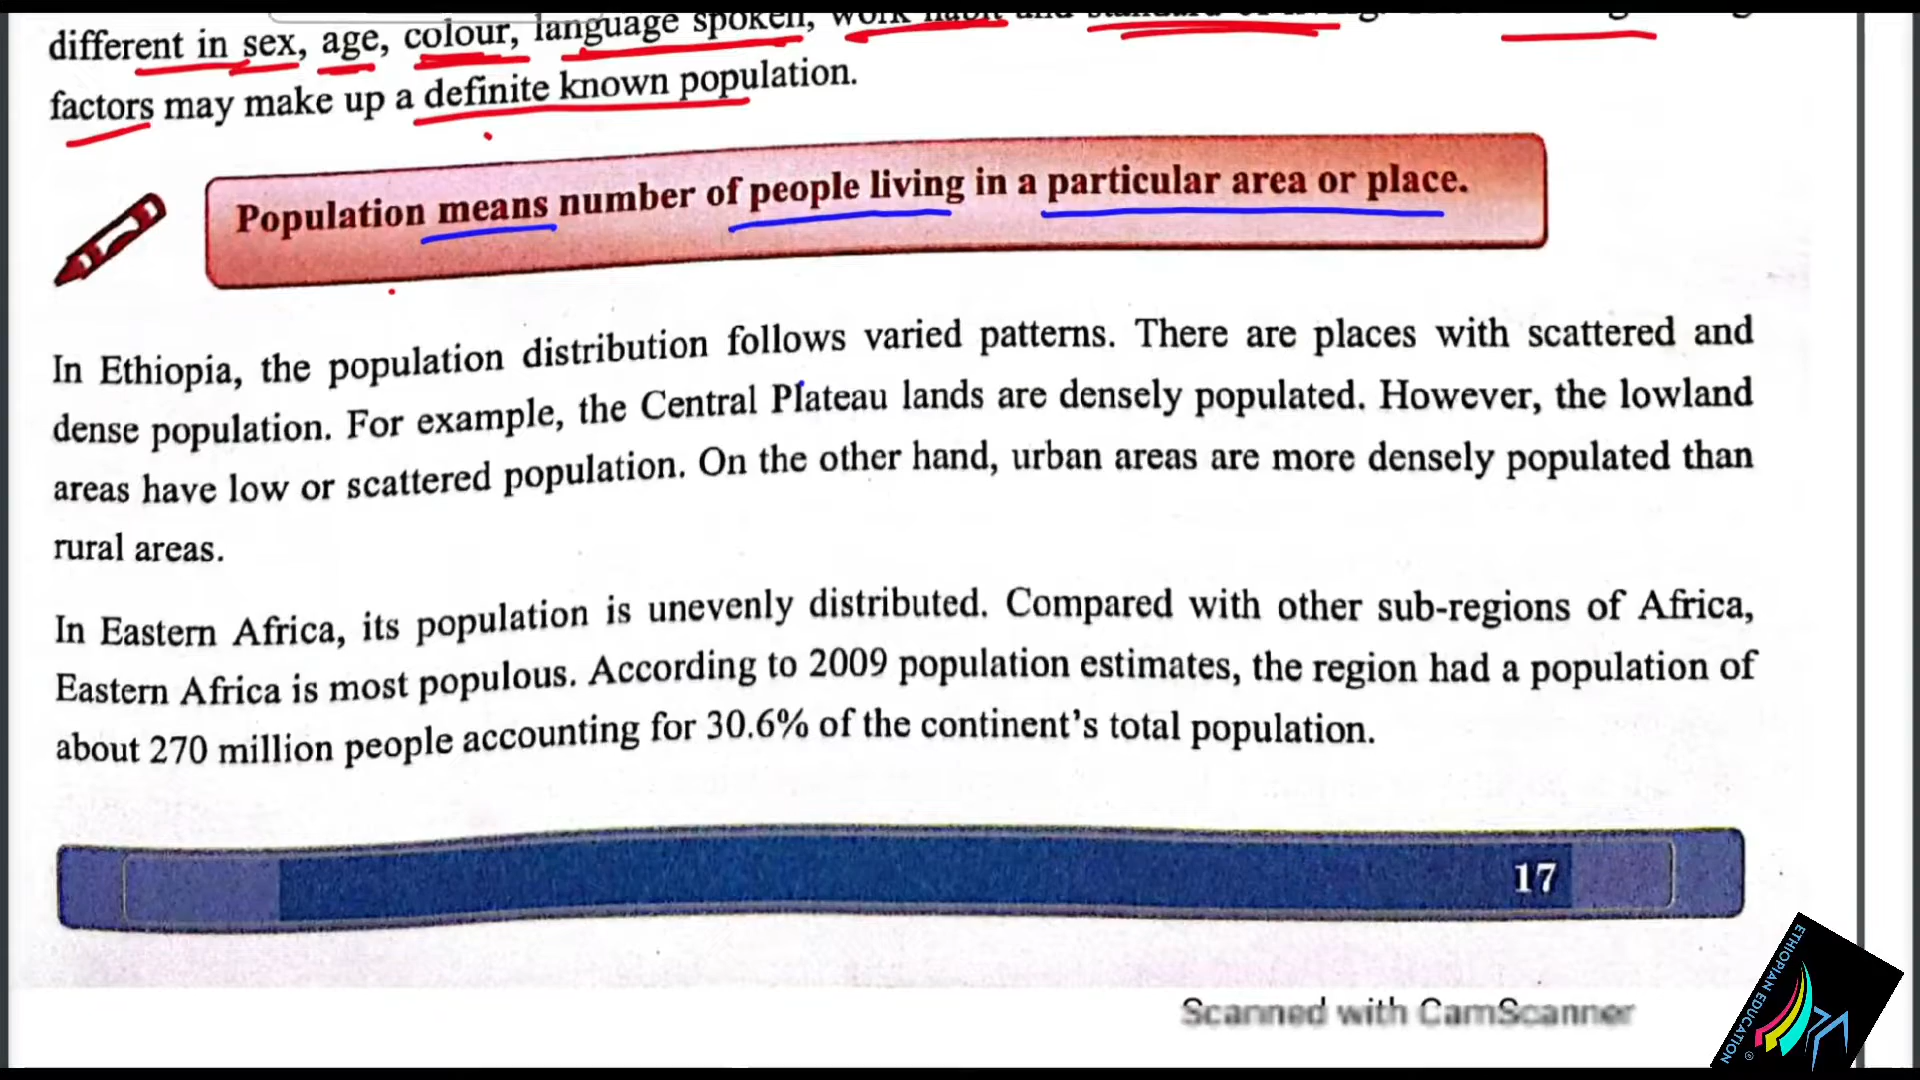 different in sex, age, colour, language spoken, work habit and standard of living.
factors may make up a definite known population.
Population means number of people living in a particular area or place.
In Ethiopia, the population distribution follows varied patterns. There are places with scattered and
dense population. For example, the Central Plateau lands are densely populated. However, the lowland
areas have low or scattered population. On the other hand, urban areas are more densely populated than
rural areas.
In Eastern Africa, its population is unevenly distributed. Compared with other sub-regions of Africa,
Eastern Africa is most populous. According to 2009 population estimates, the region had a population of
about 270 million people accounting for 30.6% of the continent's total population.
17
Scanned with CamScanner
ETHIOPIAN EDUCATION